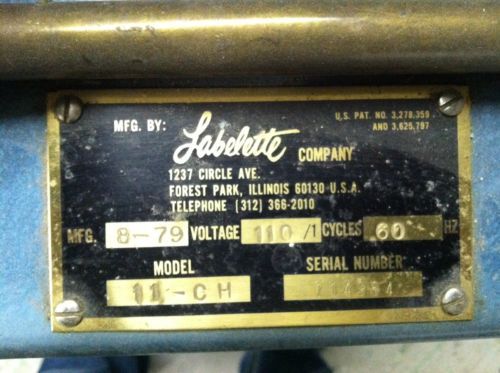 U.S. PAT. NO. 3,278,359
AND 3,625,797
MFG. BY: Labelette COMPANY
1237 CIRCLE AVE.
FOREST PARK, ILLINOIS 60130-U.S.A.
TELEPHONE (312) 366-2010
MFG. 8-79 VOLTAGE 110/1 CYCLES 60 HZ
MODEL SERIAL NUMBER
11-CH